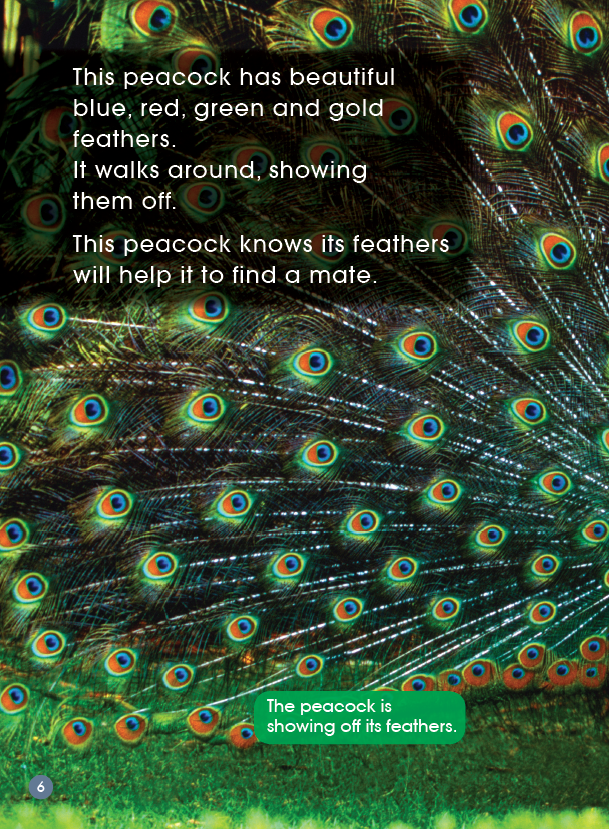 This peacock has beautiful
blue, red, green and gold
feathers.
It walks around, showing
them off.
This peacock knows its feathers
will help it to find a mate.
The peacock is
showing off its feathers.
6